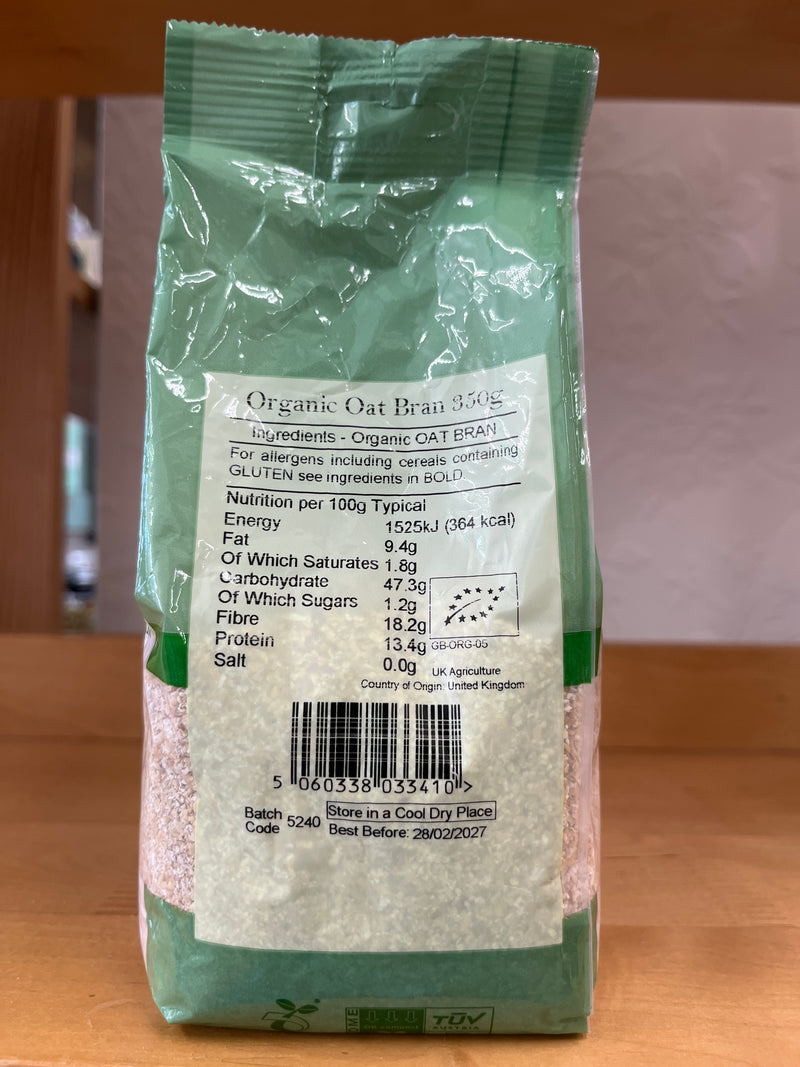 Organic Oat Bran 350g
Ingredients - Organic OAT BRAN
For allergens including cereals containing
GLUTEN see ingredients in BOLD
Nutrition per 100g Typical
Energy 1525kJ (364 kcal)
Fat 9.4g
Of Which Saturates 1.8g
Carbohydrate 47.3g
Of Which Sugars 1.2g
Fibre 18.2g
Protein 13.4g
Salt 0.0g
GB-ORG-05
UK Agriculture
Country of Origin: United Kingdom
5 060338 033410 >
Batch Code 5240
Store in a Cool Dry Place
Best Before: 28/02/2027
OK compost
TÜV
AUSTRIA